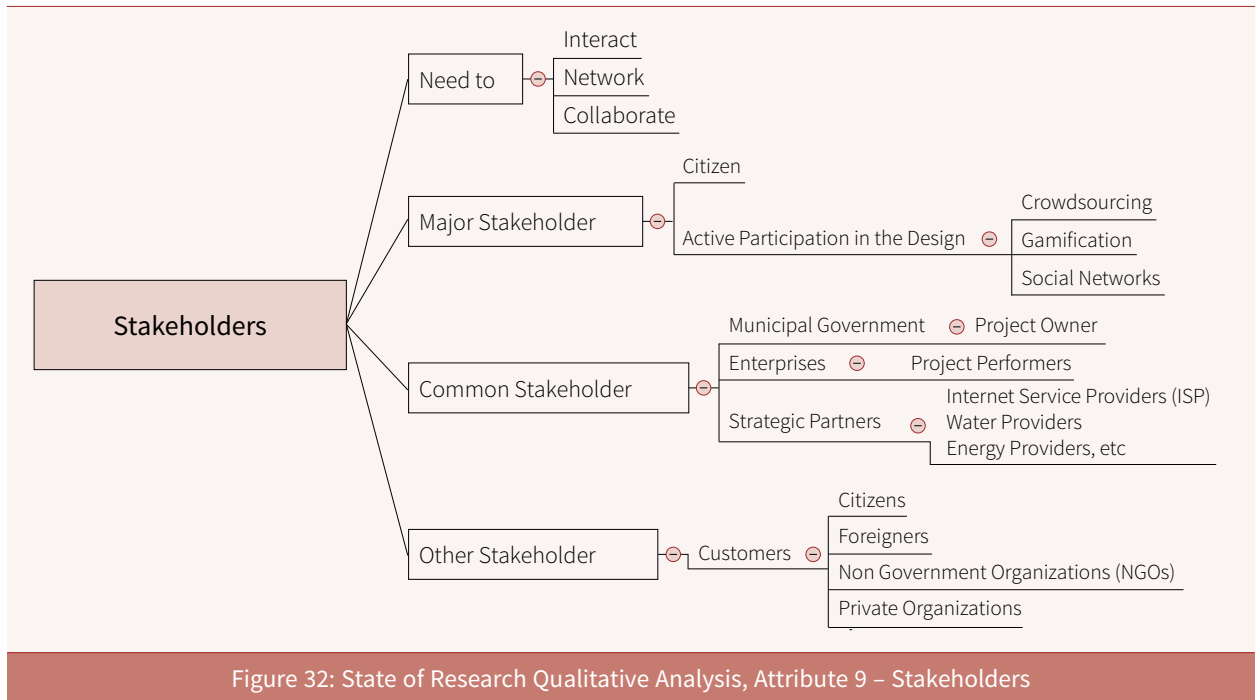 Stakeholders
Need to
Interact
Network
Collaborate
Major Stakeholder
Citizen
Active Participation in the Design
Crowdsourcing
Gamification
Social Networks
Common Stakeholder
Municipal Government
Project Owner
Enterprises
Project Performers
Strategic Partners
Internet Service Providers (ISP)
Water Providers
Energy Providers, etc
Other Stakeholder
Customers
Citizens
Foreigners
Non Government Organizations (NGOs)
Private Organizations
Figure 32: State of Research Qualitative Analysis, Attribute 9 – Stakeholders